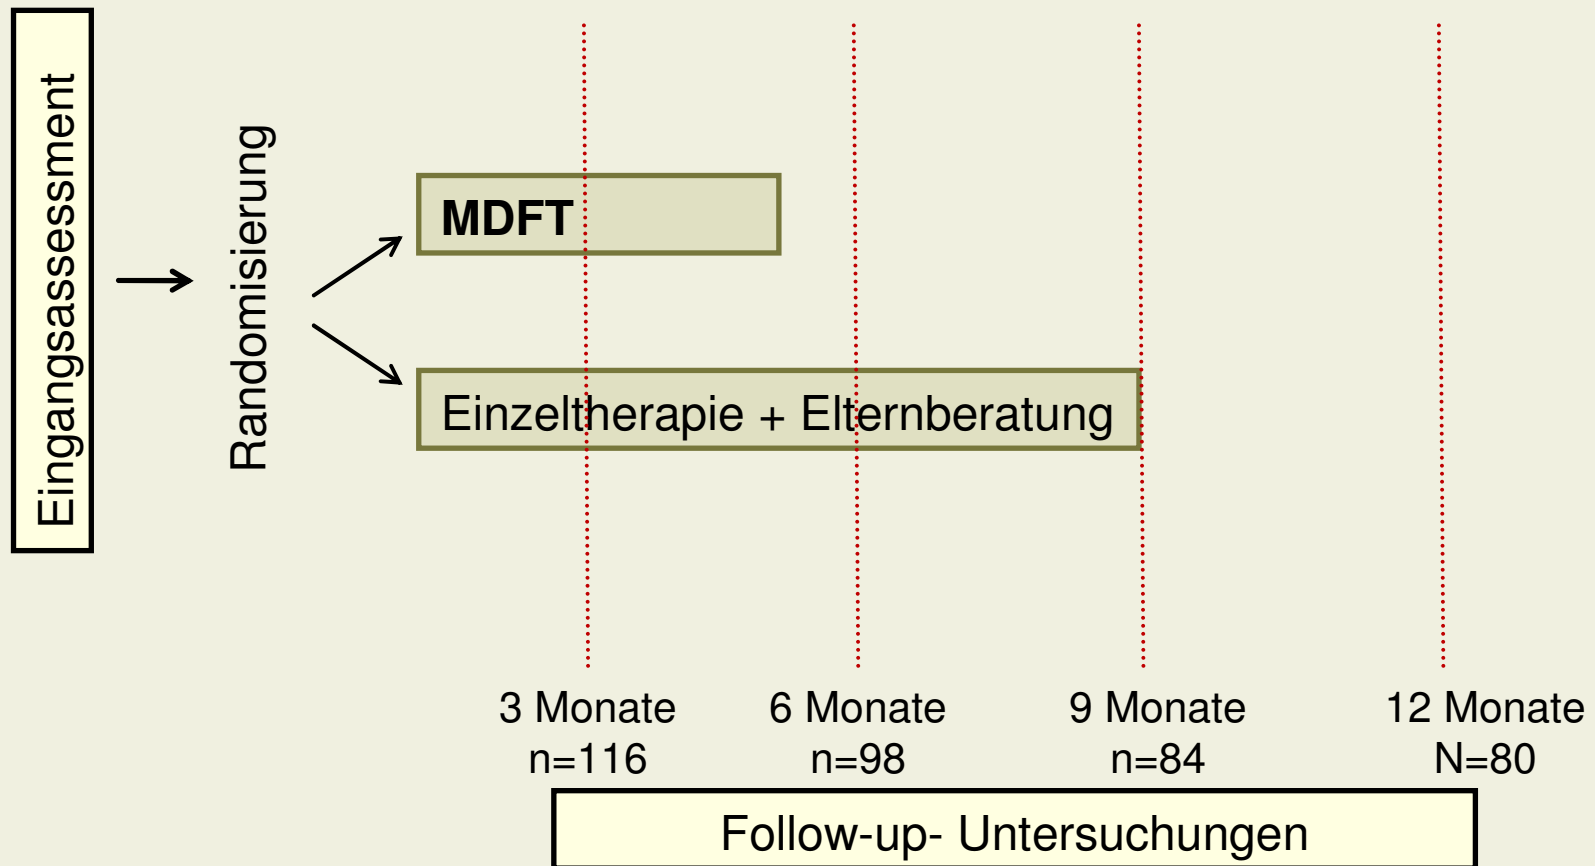 Eingangsassessment
Randomisierung
MDFT
Einzeltherapie + Elternberatung
3 Monate
n=116
6 Monate
n=98
9 Monate
n=84
12 Monate
N=80
Follow-up- Untersuchungen